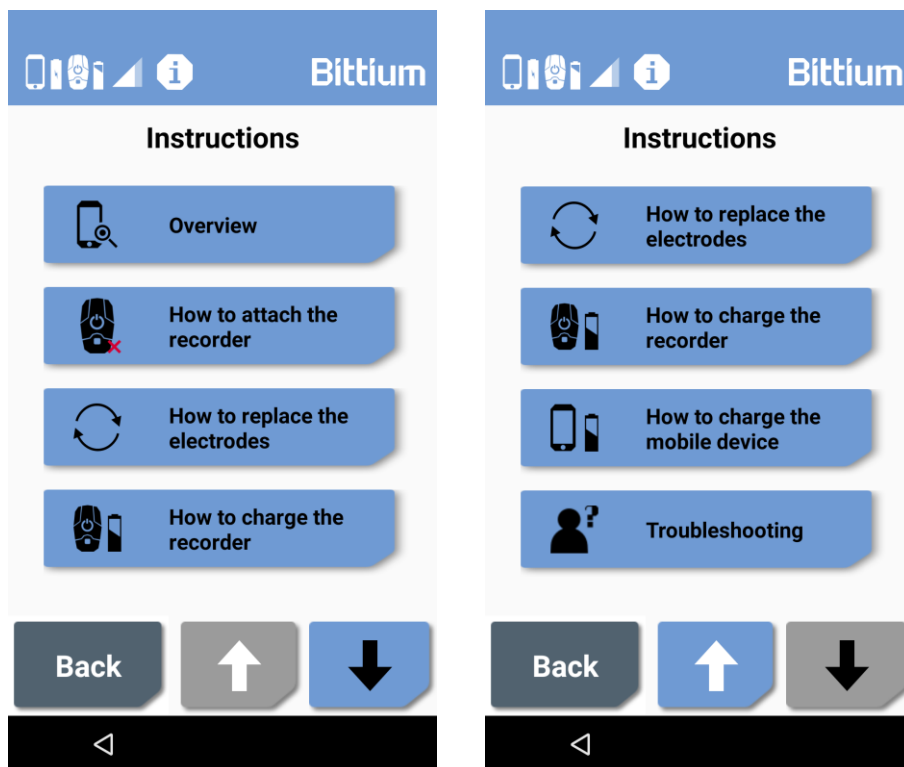 Bittium
Instructions
Overview
How to attach the
recorder
How to replace the
electrodes
How to charge the
recorder
Back
Bittium
Instructions
How to replace the
electrodes
How to charge the
recorder
How to charge the
mobile device
Troubleshooting
Back